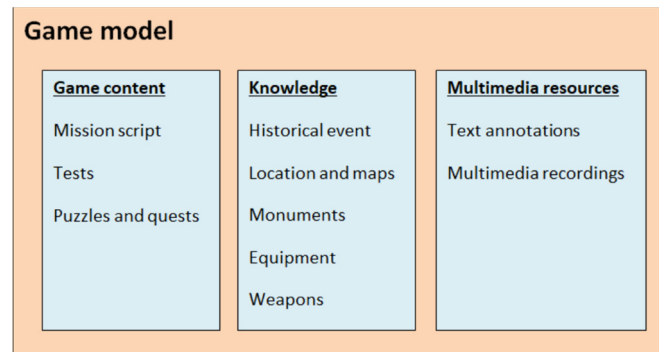 Game model
Game content
Mission script
Tests
Puzzles and quests
Knowledge
Historical event
Location and maps
Monuments
Equipment
Weapons
Multimedia resources
Text annotations
Multimedia recordings